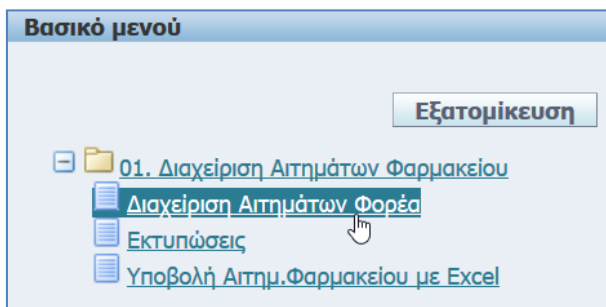 Βασικό μενού
Εξατομίκευση
01. Διαχείριση Αιτημάτων Φαρμακείου
Διαχείριση Αιτημάτων Φορέα
Εκτυπώσεις
Υποβολή Αιτημ.Φαρμακείου με Excel